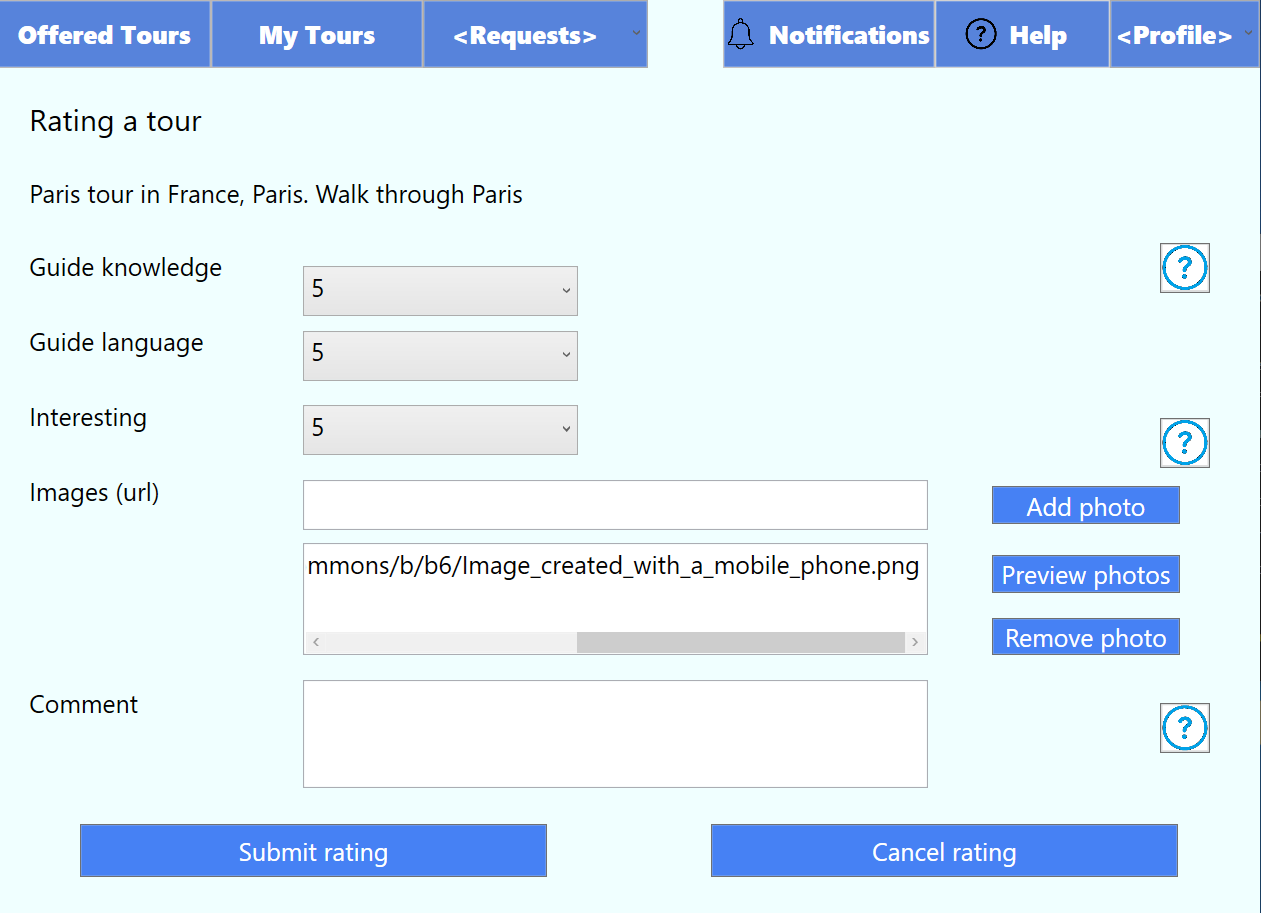 Offered Tours My Tours <Requests> Notifications ? Help <Profile>
Rating a tour
Paris tour in France, Paris. Walk through Paris
Guide knowledge 5 ?
Guide language 5
Interesting 5 ?
Images (url) Add photo
mmons/b/b6/Image_created_with_a_mobile_phone.png Preview photos
Remove photo
Comment ?
Submit rating Cancel rating